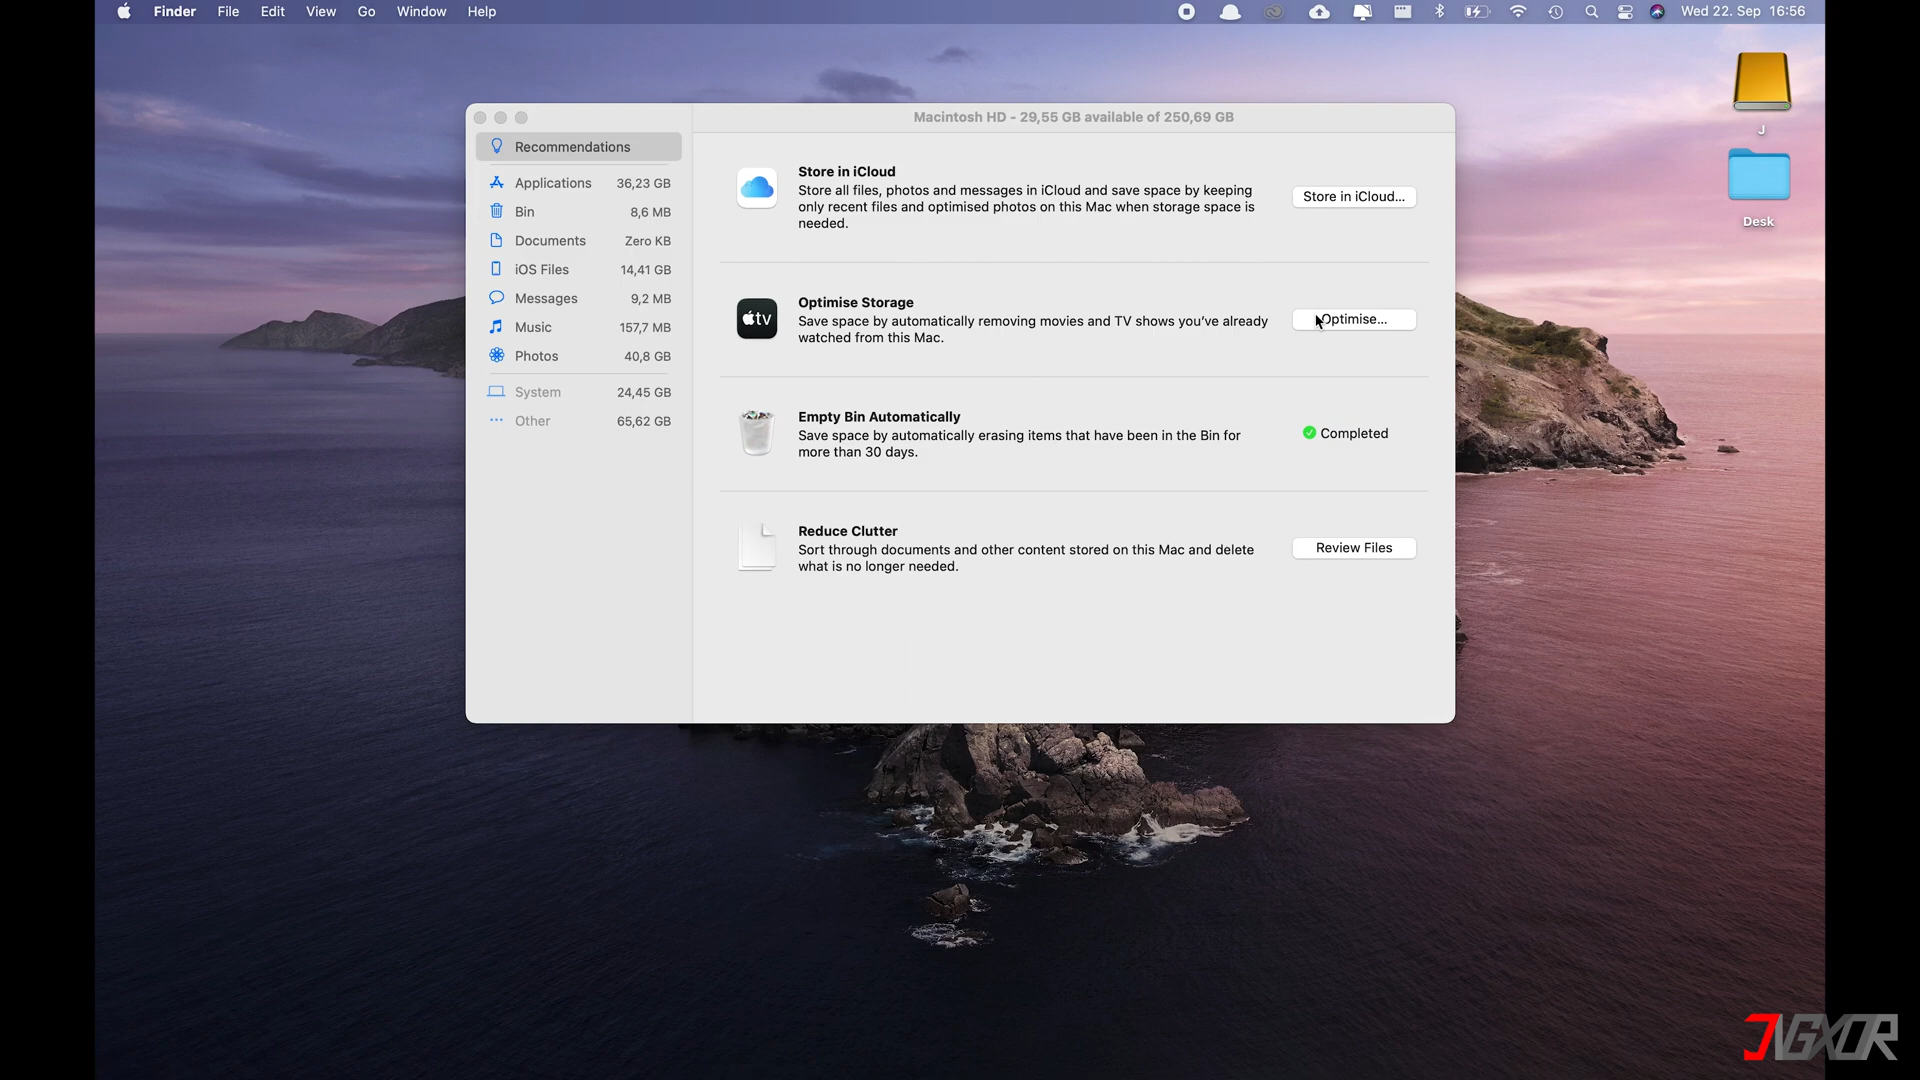 Finder File Edit View Go Window Help
Wed 22. Sep 16:56
J
Desk
Macintosh HD - 29,55 GB available of 250,69 GB
Recommendations
Applications 36,23 GB
Bin 8,6 MB
Documents Zero KB
iOS Files 14,41 GB
Messages 9,2 MB
Music 157,7 MB
Photos 40,8 GB
System 24,45 GB
Other 65,62 GB
Store in iCloud
Store all files, photos and messages in iCloud and save space by keeping
only recent files and optimised photos on this Mac when storage space is
needed.
Store in iCloud...
tv
Optimise Storage
Save space by automatically removing movies and TV shows you've already
watched from this Mac.
Optimise...
Empty Bin Automatically
Save space by automatically erasing items that have been in the Bin for
more than 30 days.
Completed
Reduce Clutter
Sort through documents and other content stored on this Mac and delete
what is no longer needed.
Review Files
JVGXOR